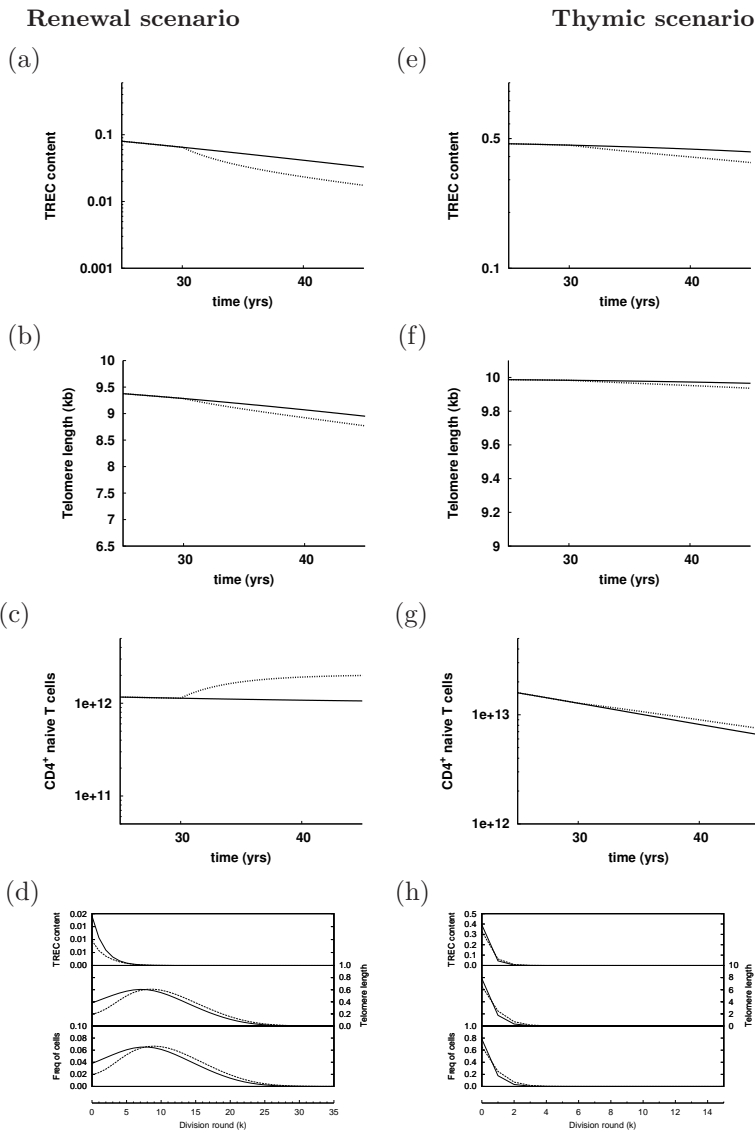 Renewal scenario
Thymic scenario
(a)
TREC content
0.1
0.01
0.001
30
40
time (yrs)
(e)
TREC content
0.5
0.1
30
40
time (yrs)
(b)
Telomere length (kb)
10
9.5
9
8.5
8
7.5
7
6.5
30
40
time (yrs)
(f)
Telomere length (kb)
10
9.8
9.6
9.4
9.2
9
30
40
time (yrs)
(c)
CD4+ naive T cells
1e+12
1e+11
30
40
time (yrs)
(g)
CD4+ naive T cells
1e+13
1e+12
30
40
time (yrs)
(d)
TREC content
0.02
0.01
0.01
0.01
0.00
Telomere length
1.0
0.8
0.6
0.4
0.2
0.0
Freq of cells
0.10
0.08
0.06
0.04
0.02
0.00
0 5 10 15 20 25 30 35
Division round (k)
(h)
TREC content
0.5
0.4
0.3
0.2
0.1
0.0
Telomere length
10
8
6
4
2
0
Freq of cells
1.0
0.8
0.6
0.4
0.2
0.0
0 2 4 6 8 10 12 14
Division round (k)